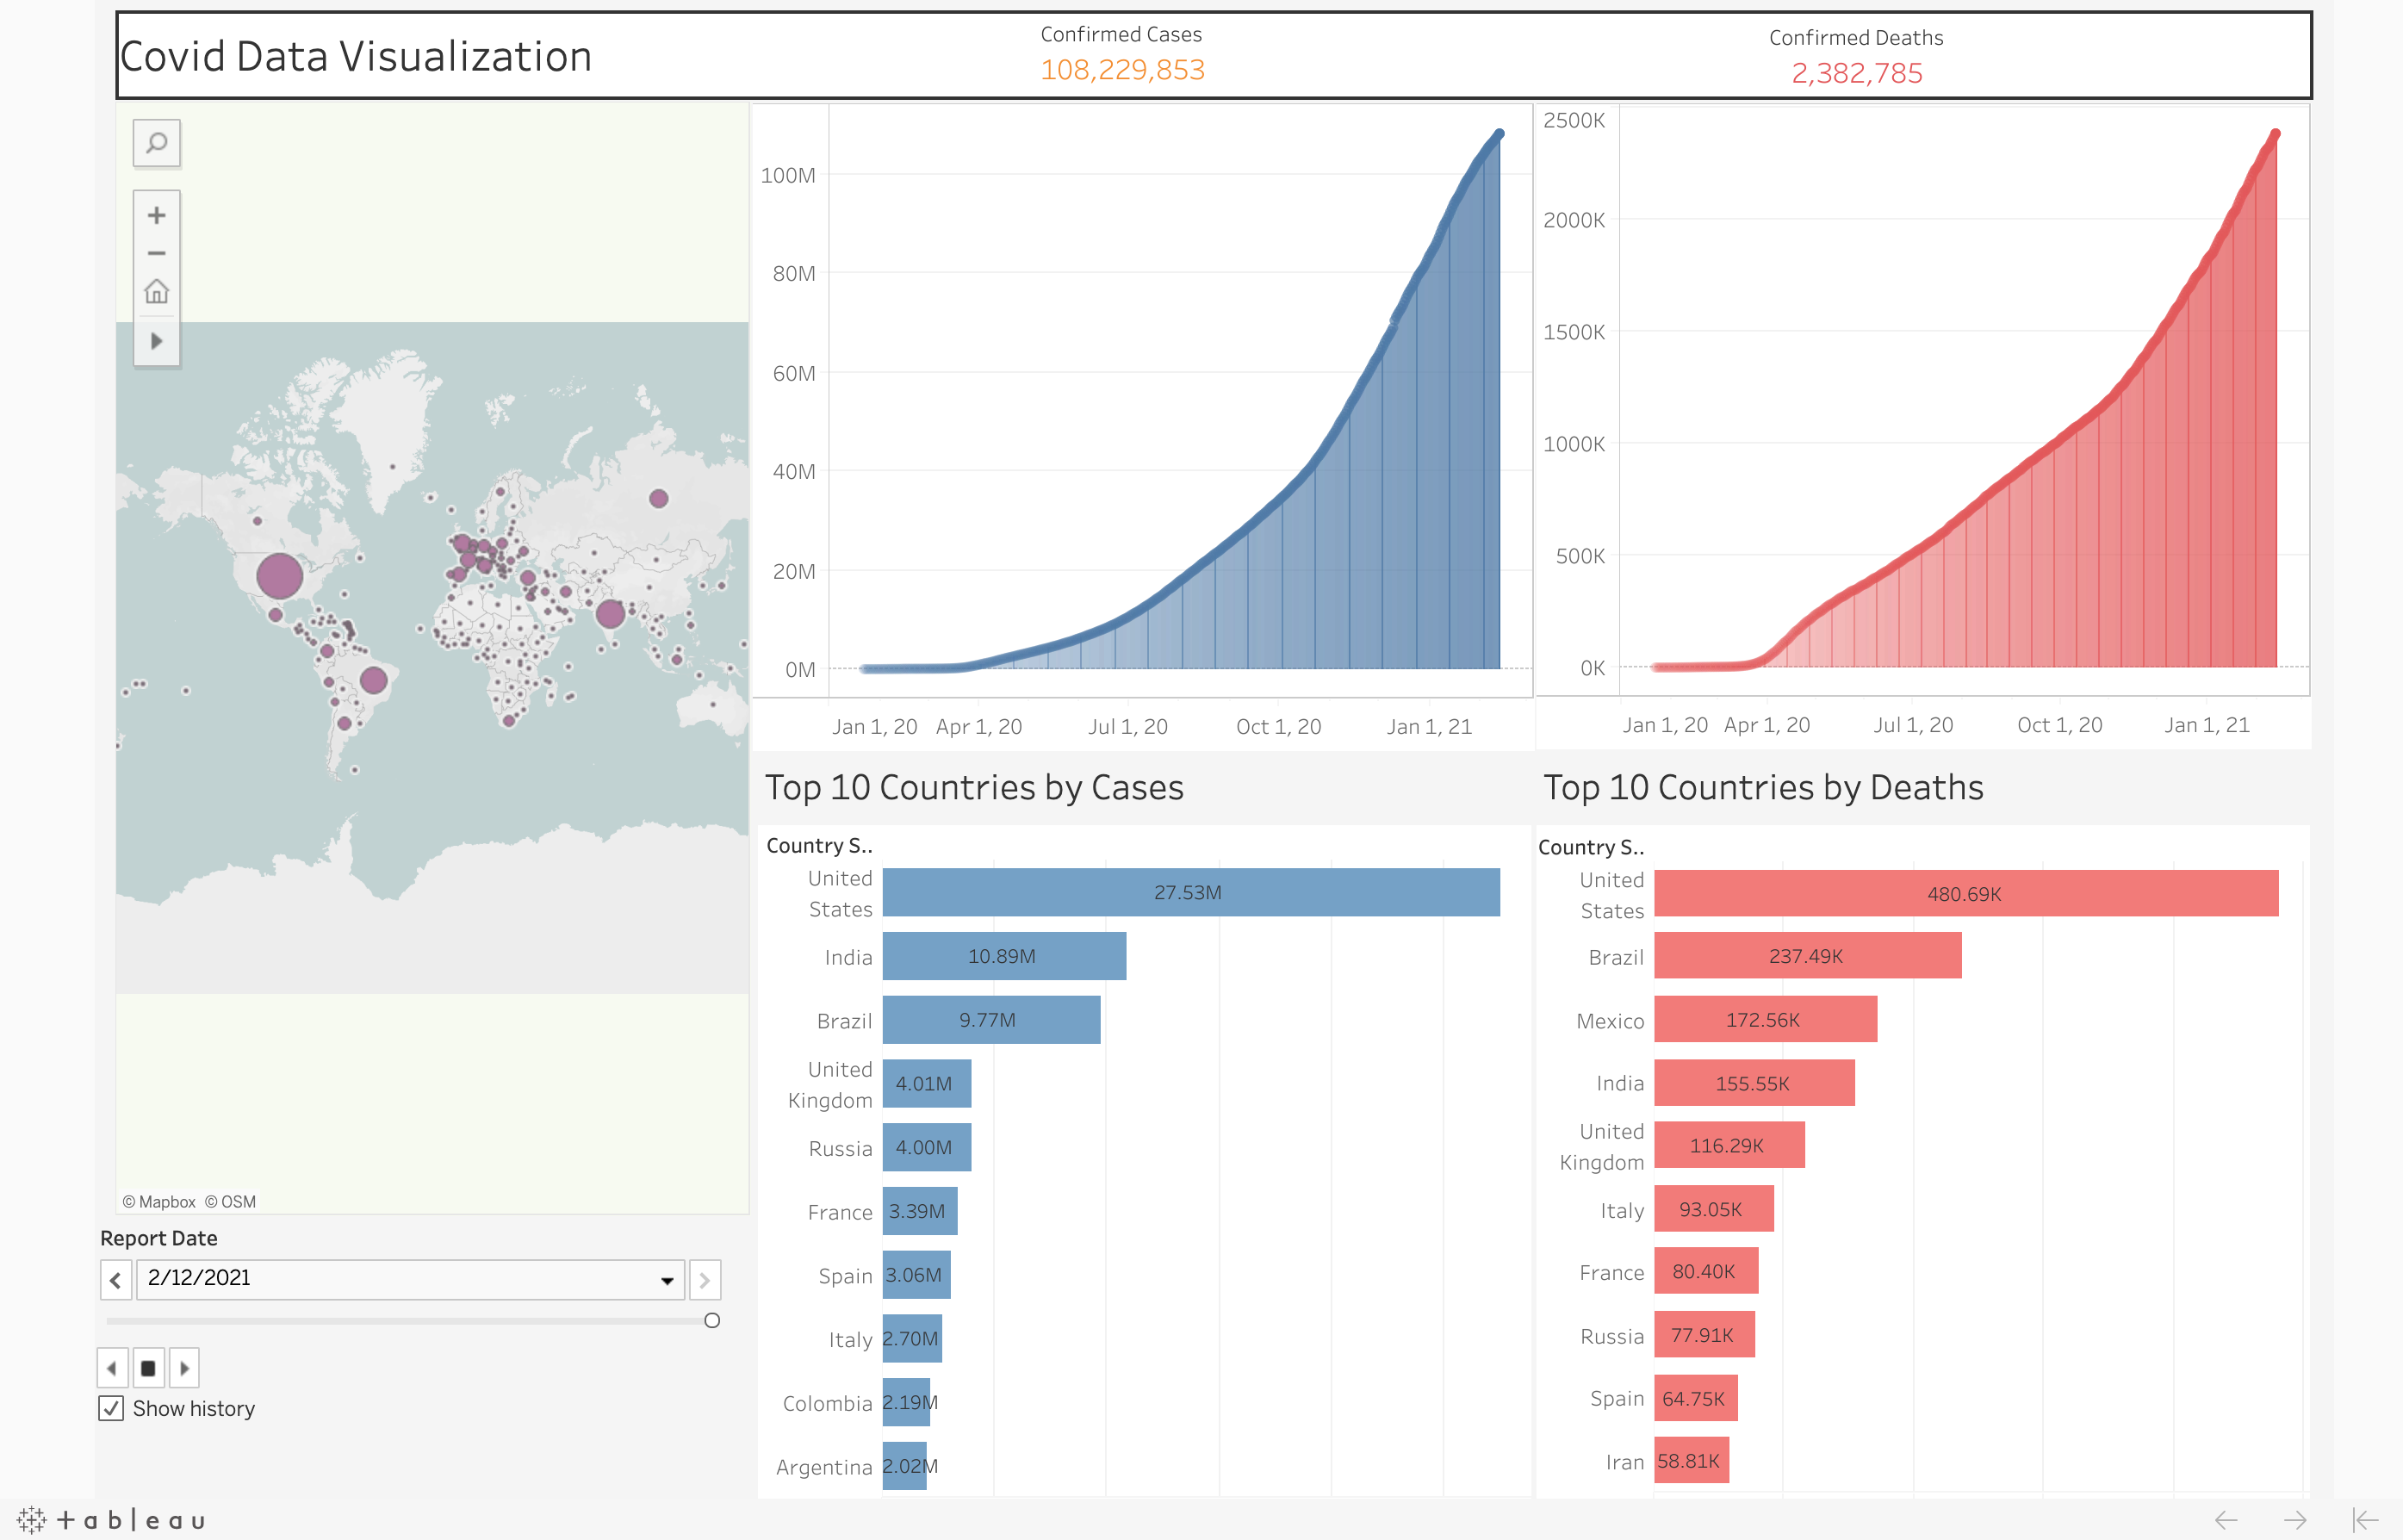 Covid Data Visualization
Confirmed Cases
108,229,853
Confirmed Deaths
2,382,785
© Mapbox © OSM
Report Date
2/12/2021
Show history
100M
80M
60M
40M
20M
0M
Jan 1, 20
Apr 1, 20
Jul 1, 20
Oct 1, 20
Jan 1, 21
2500K
2000K
1500K
1000K
500K
0K
Jan 1, 20
Apr 1, 20
Jul 1, 20
Oct 1, 20
Jan 1, 21
Top 10 Countries by Cases
Country S..
United
States
27.53M
India
10.89M
Brazil
9.77M
United
Kingdom
4.01M
Russia
4.00M
France
3.39M
Spain
3.06M
Italy
2.70M
Colombia
2.19M
Argentina
2.02M
Top 10 Countries by Deaths
Country S..
United
States
480.69K
Brazil
237.49K
Mexico
172.56K
India
155.55K
United
Kingdom
116.29K
Italy
93.05K
France
80.40K
Russia
77.91K
Spain
64.75K
Iran
58.81K
+ableau